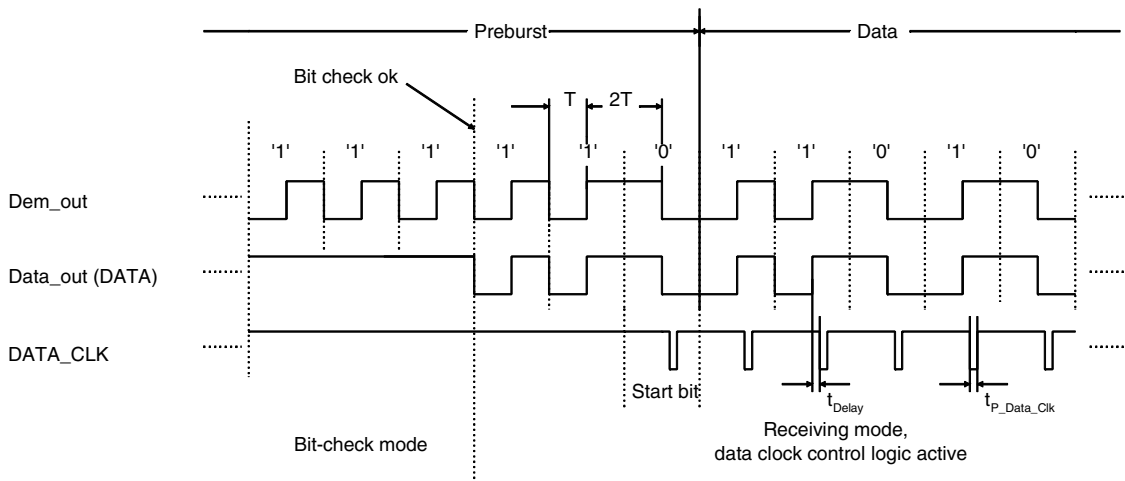 Preburst
Data
Bit check ok
T
2T
'1' '1' '1' '1' '1' '0' '1' '1' '0' '1' '0'
Dem_out
Data_out (DATA)
DATA_CLK
Start bit
tDelay
tP_Data_Clk
Bit-check mode
Receiving mode,
data clock control logic active